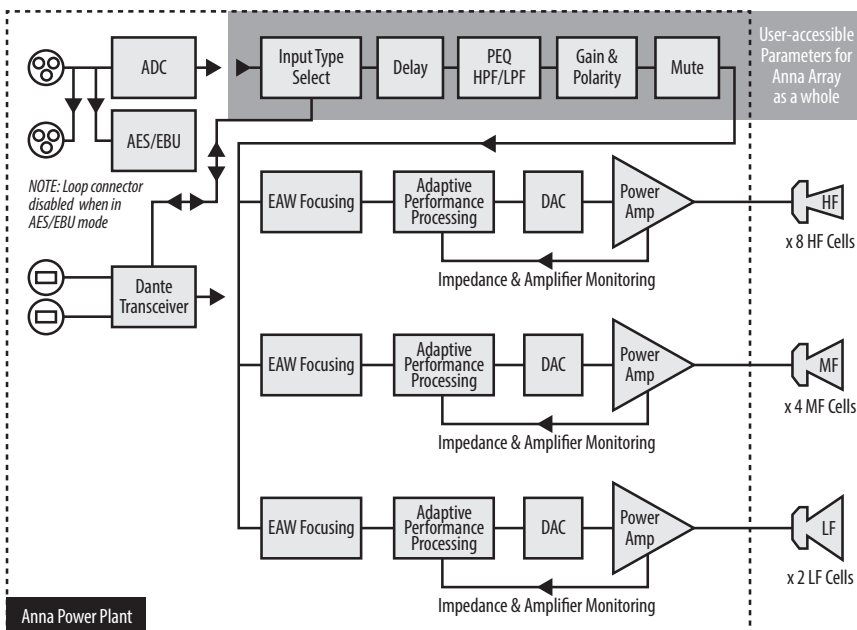 ADC
Input Type
Select
Delay
PEQ
HPF/LPF
Gain &
Polarity
Mute
User-accessible
Parameters for
Anna Array
as a whole
AES/EBU
NOTE: Loop connector
disabled when in
AES/EBU mode
EAW Focusing
Adaptive
Performance
Processing
DAC
Power
Amp
HF
x 8 HF Cells
Impedance & Amplifier Monitoring
Dante
Transceiver
EAW Focusing
Adaptive
Performance
Processing
DAC
Power
Amp
MF
x 4 MF Cells
Impedance & Amplifier Monitoring
EAW Focusing
Adaptive
Performance
Processing
DAC
Power
Amp
LF
x 2 LF Cells
Impedance & Amplifier Monitoring
Anna Power Plant